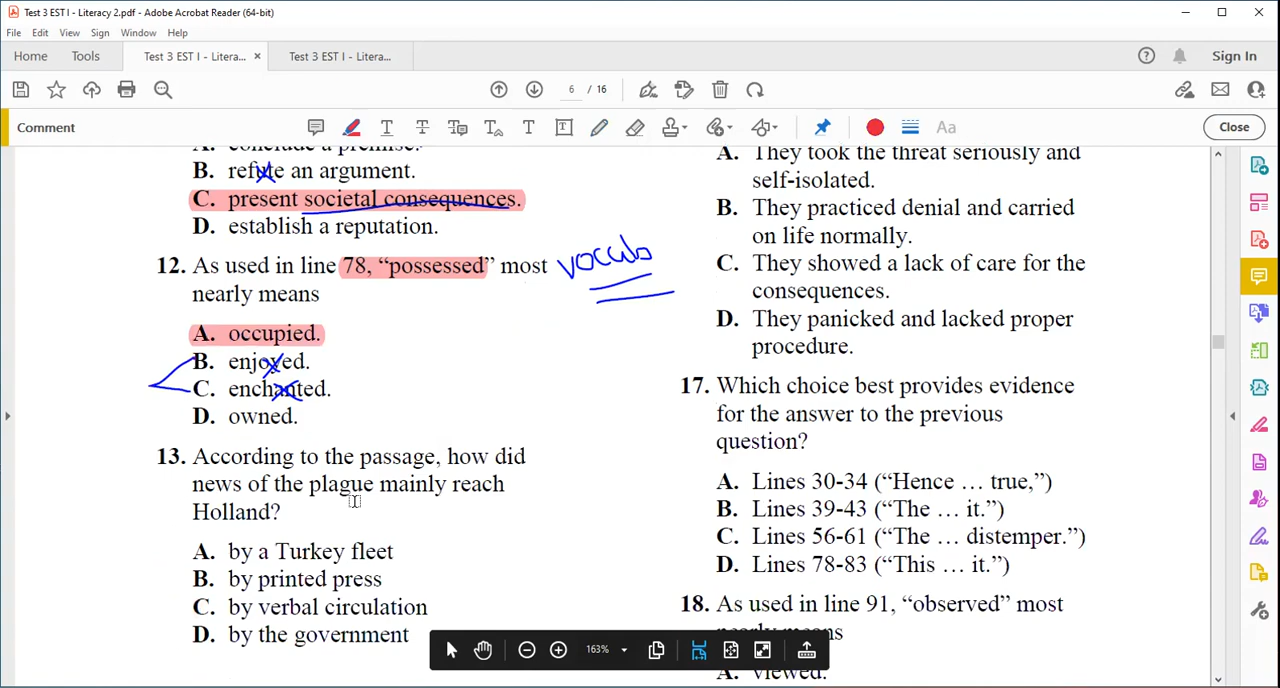 Test 3 EST I - Literacy 2.pdf - Adobe Acrobat Reader (64-bit)
File Edit View Sign Window Help
Home Tools Test 3 EST I - Litera... × Test 3 EST I - Litera... Sign In
6 / 16
Comment Aa Close
A. conclude a premise.
B. refute an argument.
C. present societal consequences.
D. establish a reputation.
12. As used in line 78, “possessed” most
nearly means
vocab
A. occupied.
B. enjoyed.
C. enchanted.
D. owned.
13. According to the passage, how did
news of the plague mainly reach
Holland?
A. by a Turkey fleet
B. by printed press
C. by verbal circulation
D. by the government
A. They took the threat seriously and
self-isolated.
B. They practiced denial and carried
on life normally.
C. They showed a lack of care for the
consequences.
D. They panicked and lacked proper
procedure.
17. Which choice best provides evidence
for the answer to the previous
question?
A. Lines 30-34 (“Hence … true,”)
B. Lines 39-43 (“The … it.”)
C. Lines 56-61 (“The … distemper.”)
D. Lines 78-83 (“This … it.”)
18. As used in line 91, “observed” most
nearly means
A. viewed.
163%